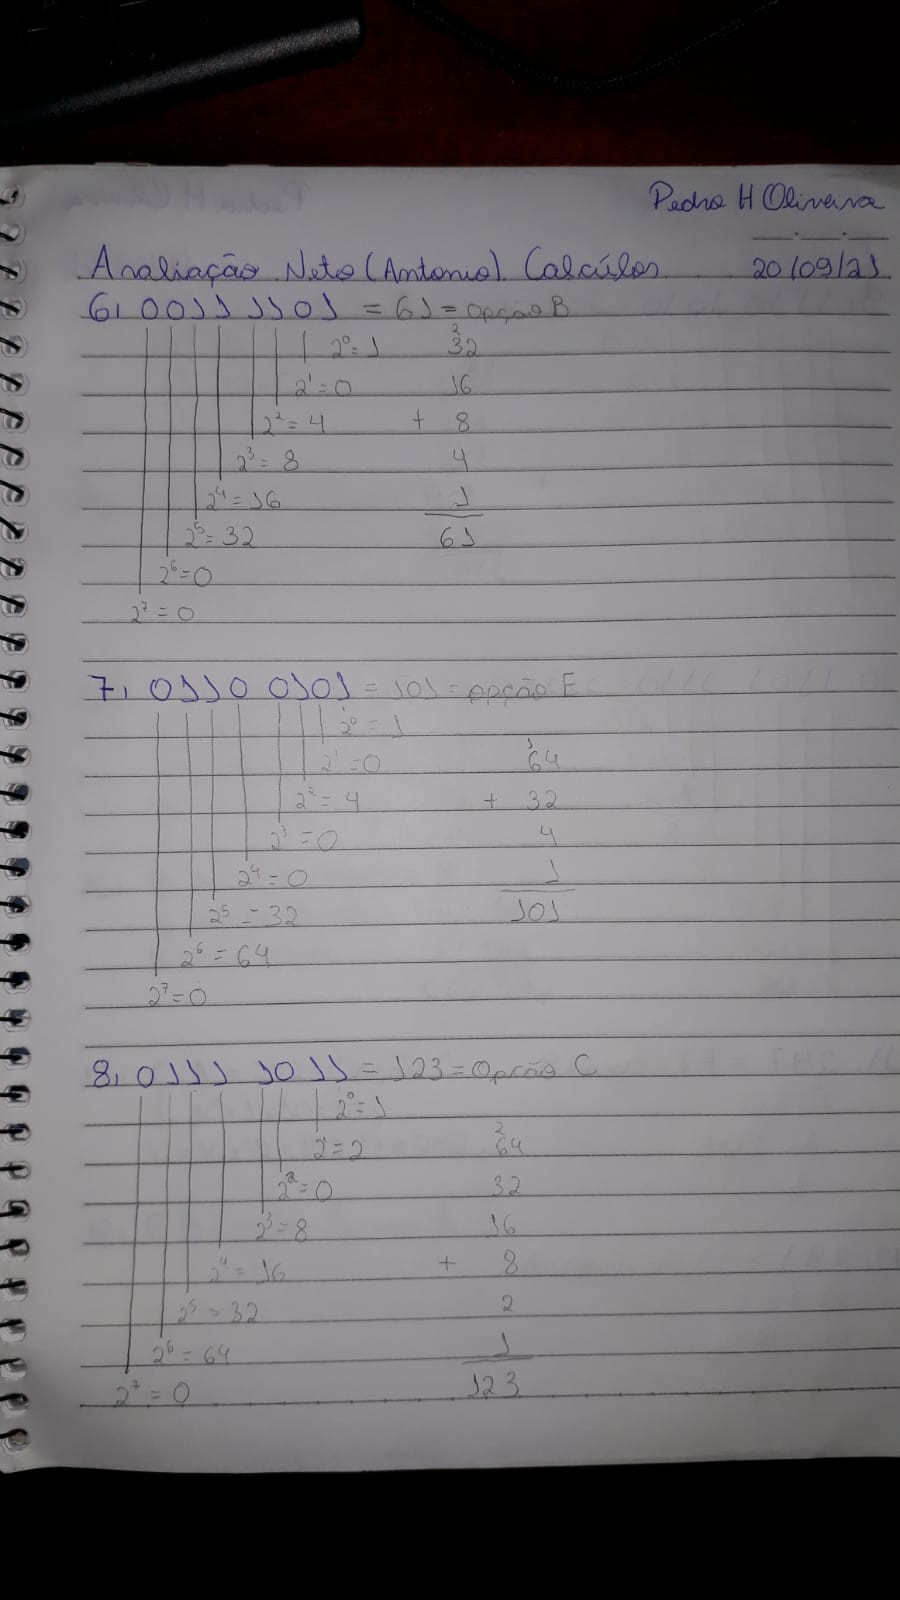 Pedro H Oliveira
Avaliação Neto (Antonio) Calcúlos 20/09/21
6, 0011 1101 = 61 = opção B
2⁰ = 1
2¹ = 0
2² = 4
2³ = 8
2⁴ = 16
2⁵ = 32
2⁶ = 0
2⁷ = 0
2
32
16
+ 8
4
1
61
7, 0110 0101 = 101 = opção E
2⁰ = 1
2¹ = 0
2² = 4
2³ = 0
2⁴ = 0
2⁵ = 32
2⁶ = 64
2⁷ = 0
1
64
+ 32
4
1
101
8, 0111 1011 = 123 = Opção C
2⁰ = 1
2¹ = 2
2² = 0
2³ = 8
2⁴ = 16
2⁵ = 32
2⁶ = 64
2⁷ = 0
2
64
32
16
+ 8
2
1
123